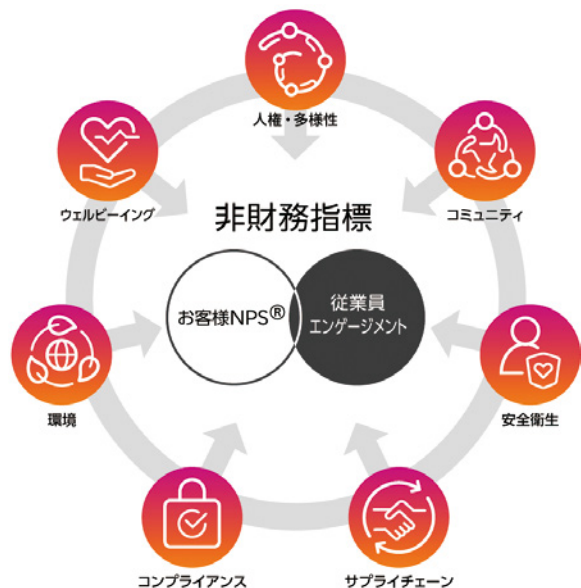 人権・多様性
ウェルビーイング
コミュニティ
非財務指標
お客様NPS®
従業員
エンゲージメント
環境
安全衛生
コンプライアンス
サプライチェーン